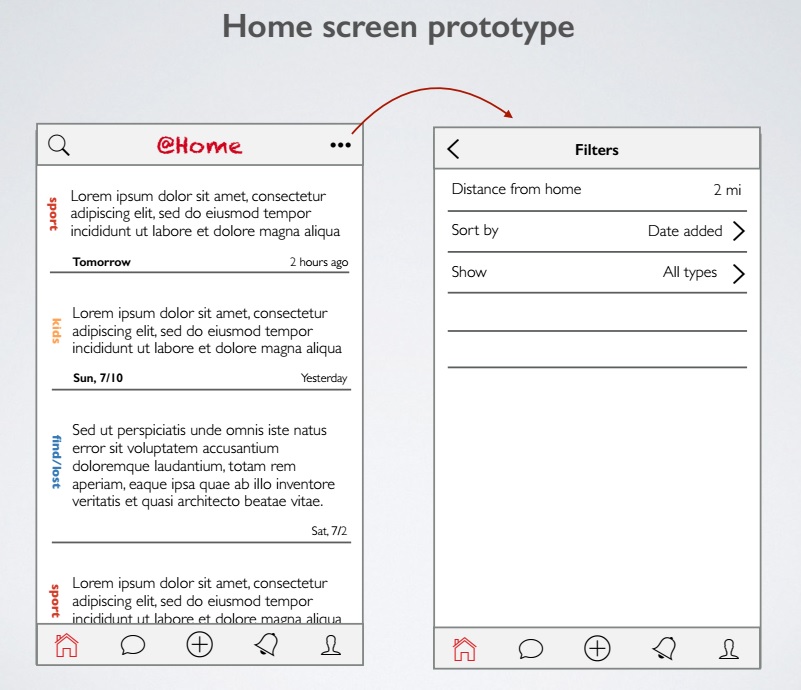 Home screen prototype
@Home
sport
Lorem ipsum dolor sit amet, consectetur
adipiscing elit, sed do eiusmod tempor
incididunt ut labore et dolore magna aliqua
Tomorrow 2 hours ago
kids
Lorem ipsum dolor sit amet, consectetur
adipiscing elit, sed do eiusmod tempor
incididunt ut labore et dolore magna aliqua
Sun, 7/10 Yesterday
find/lost
Sed ut perspiciatis unde omnis iste natus
error sit voluptatem accusantium
doloremque laudantium, totam rem
aperiam, eaque ipsa quae ab illo inventore
veritatis et quasi architecto beatae vitae.
Sat, 7/2
sport
Lorem ipsum dolor sit amet, consectetur
adipiscing elit, sed do eiusmod tempor
incididunt ut labore et dolore magna aliqua
Filters
Distance from home 2 mi
Sort by Date added
Show All types